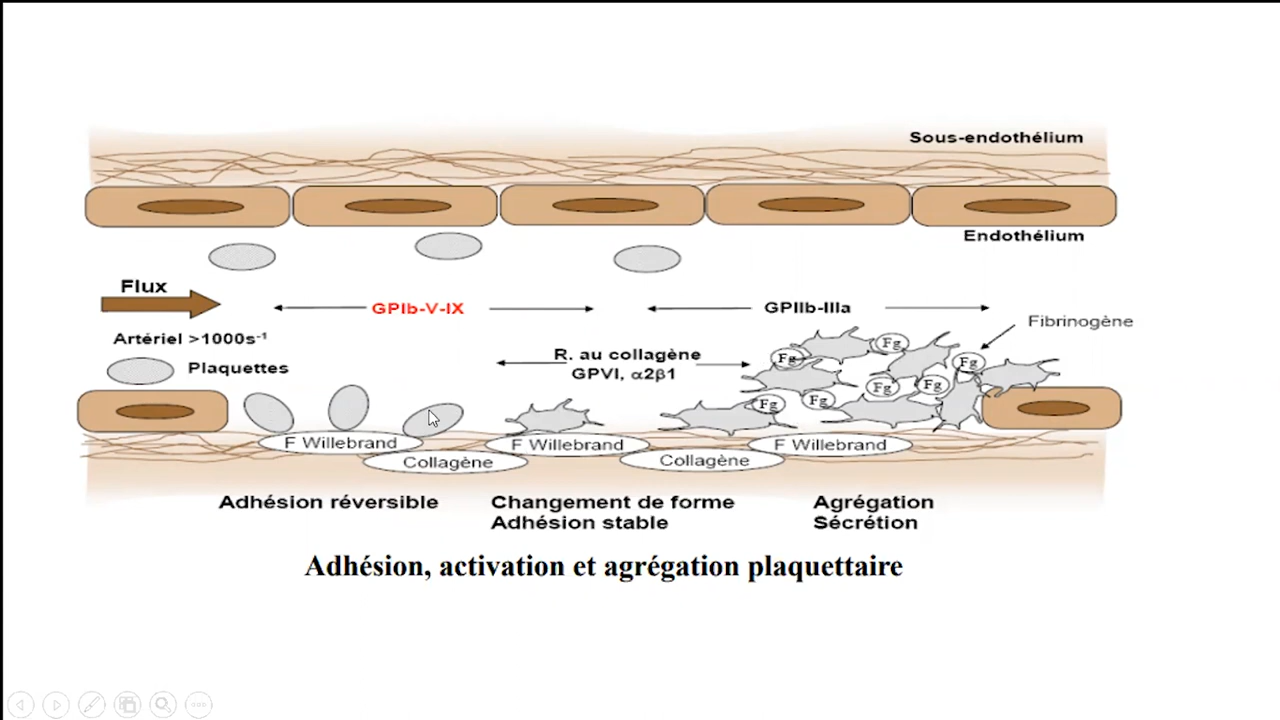 Sous-endothélium
Endothélium
Flux
GPIb-V-IX
GPIIb-IIIa
Fibrinogène
Artériel >1000s⁻¹
Plaquettes
R. au collagène
GPVI, α2β1
Fg
Fg
Fg
Fg
Fg
Fg
Fg
F Willebrand
F Willebrand
F Willebrand
Collagène
Collagène
Adhésion réversible
Changement de forme
Adhésion stable
Agrégation
Sécrétion
Adhésion, activation et agrégation plaquettaire